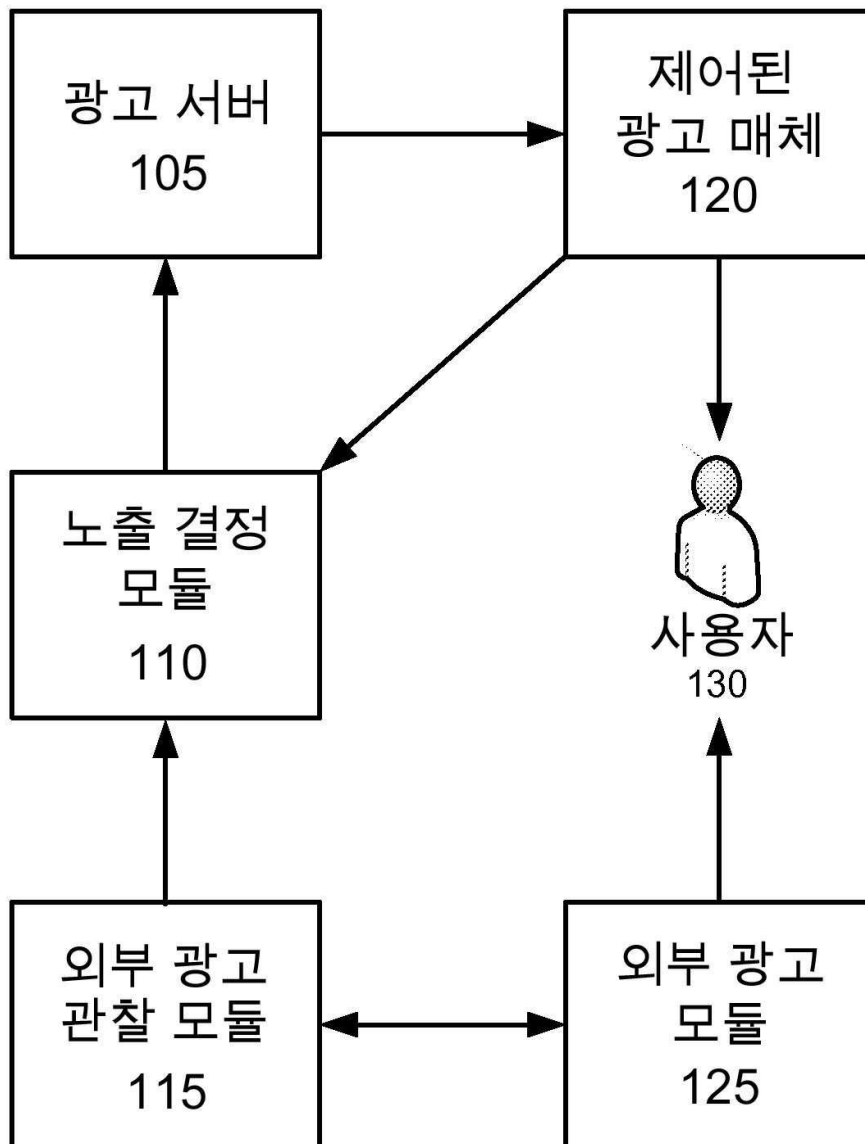 광고 서버
105
제어된
광고 매체
120
노출 결정
모듈
110
사용자
130
외부 광고
관찰 모듈
115
외부 광고
모듈
125